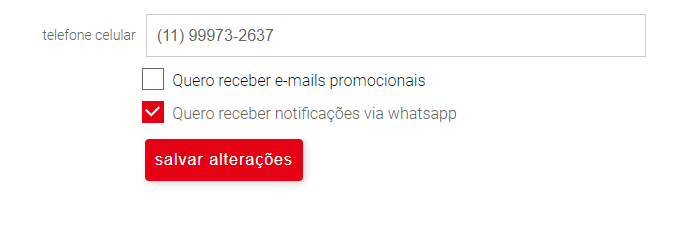 telefone celular (11) 99973-2637
Quero receber e-mails promocionais
Quero receber notificações via whatsapp
salvar alterações